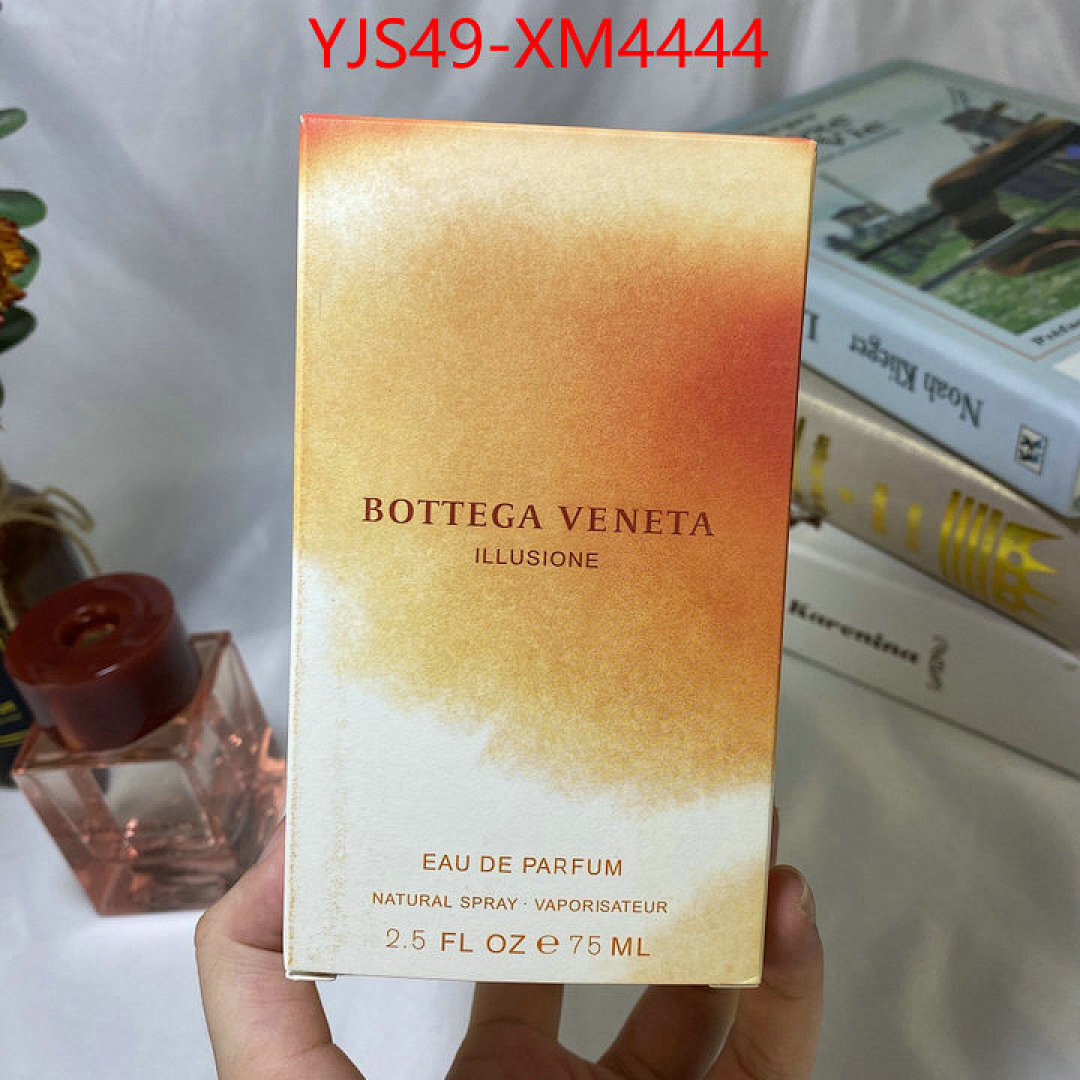 YJS49-XM4444
BOTTEGA VENETA
ILLUSIONE
EAU DE PARFUM
NATURAL SPRAY · VAPORISATEUR
2.5 FL OZ ℮ 75 ML
Noah Klieger
Karenina